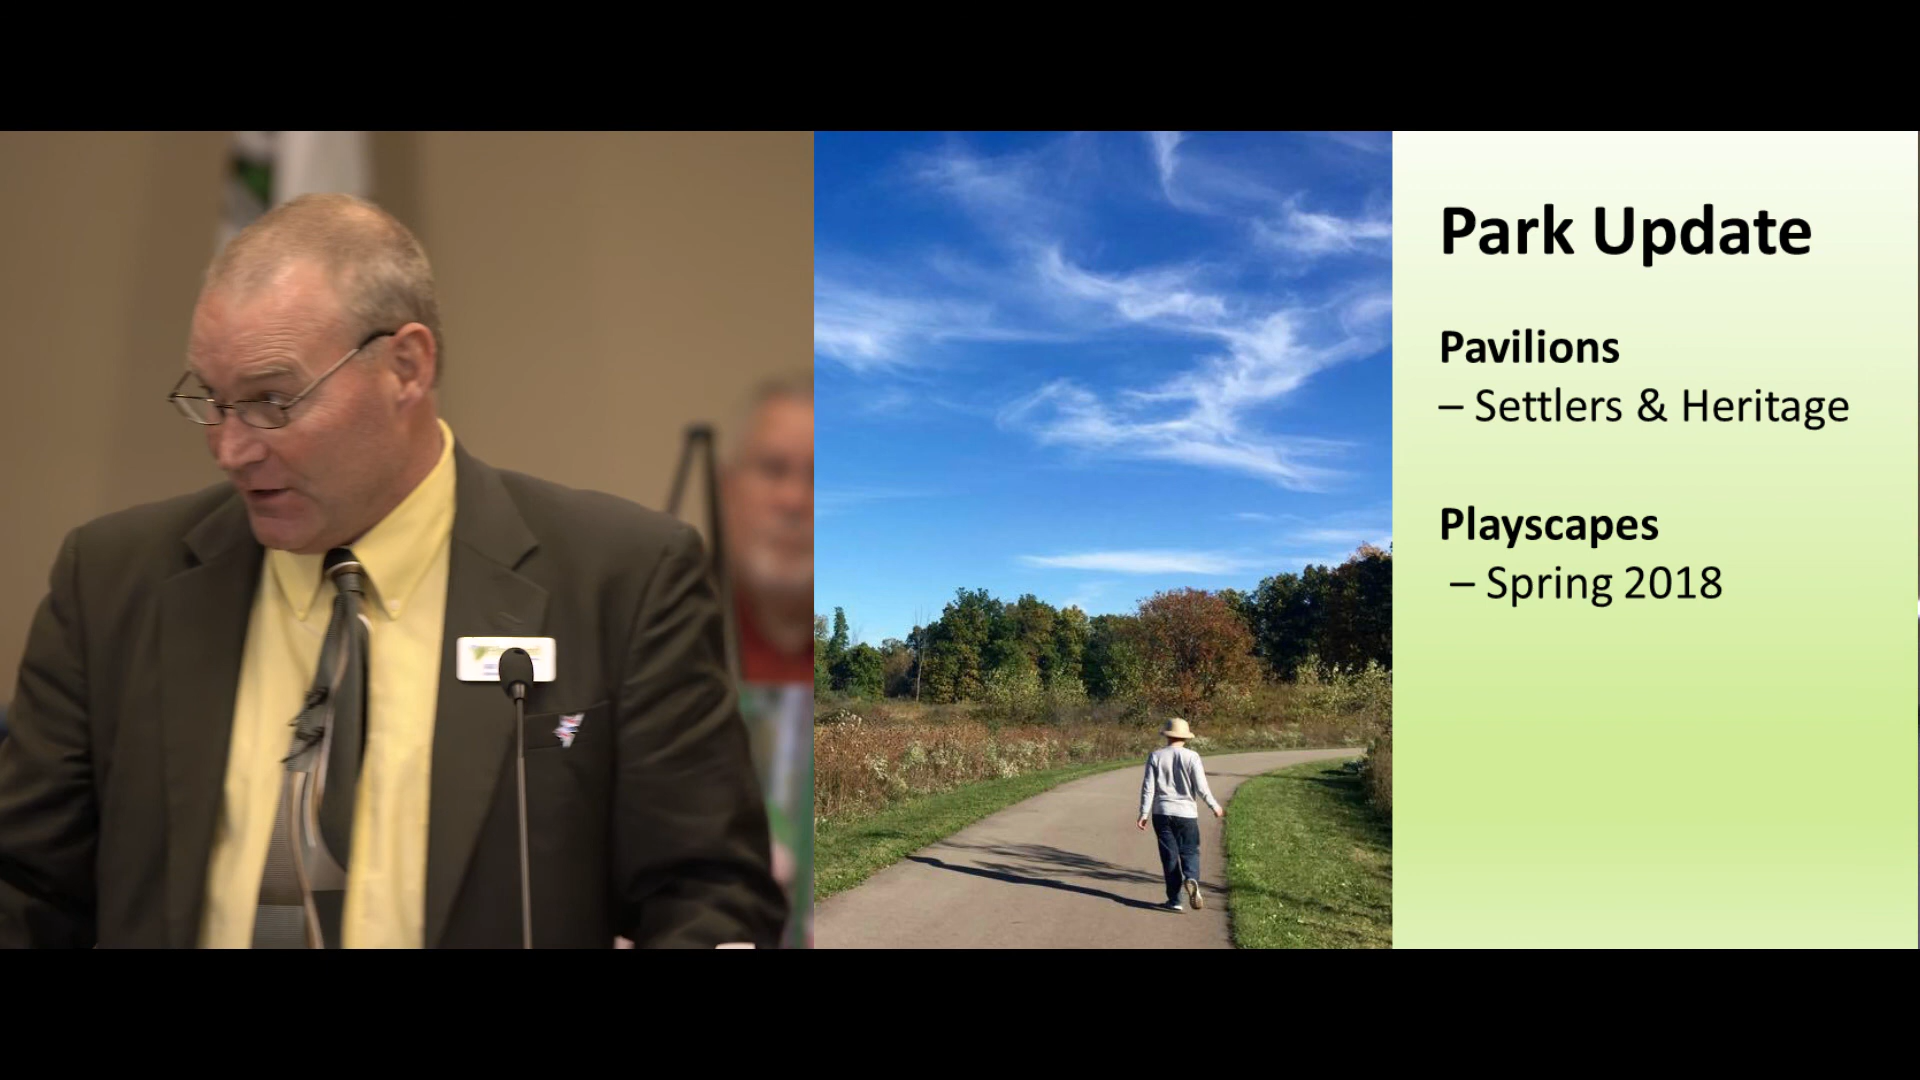 Park Update
Pavilions
– Settlers & Heritage
Playscapes
– Spring 2018